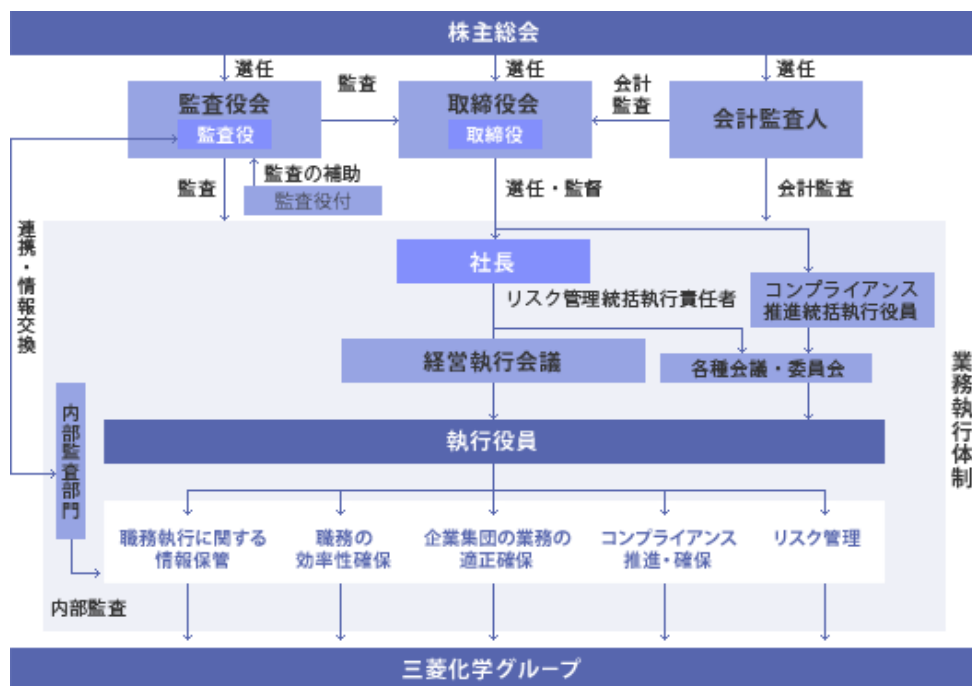 株主総会
選任
選任
選任
監査役会
監査役
監査
取締役会
取締役
会計
監査
会計監査人
監査
監査の補助
監査役付
選任・監督
会計監査
連携・情報交換
社長
リスク管理統括執行責任者
コンプライアンス
推進統括執行役員
経営執行会議
各種会議・委員会
業務執行体制
内部監査部門
執行役員
職務執行に関する
情報保管
職務の
効率性確保
企業集団の業務の
適正確保
コンプライアンス
推進・確保
リスク管理
内部監査
三菱化学グループ